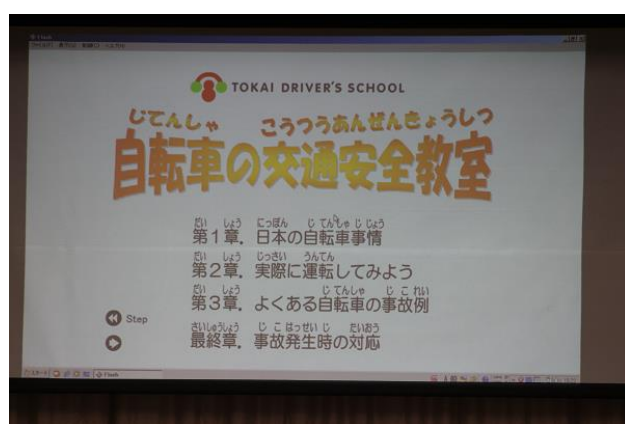 TOKAI DRIVER'S SCHOOL
じてんしゃ こうつうあんぜんきょうしつ
自転車の交通安全教室
だい しょう にっぽん じてんしゃじじょう
第1章．日本の自転車事情
だい しょう じっさい うんてん
第2章．実際に運転してみよう
だい しょう じてんしゃ じこれい
第3章．よくある自転車の事故例
Step
さいしゅうしょう じこはっせいじ たいおう
最終章．事故発生時の対応